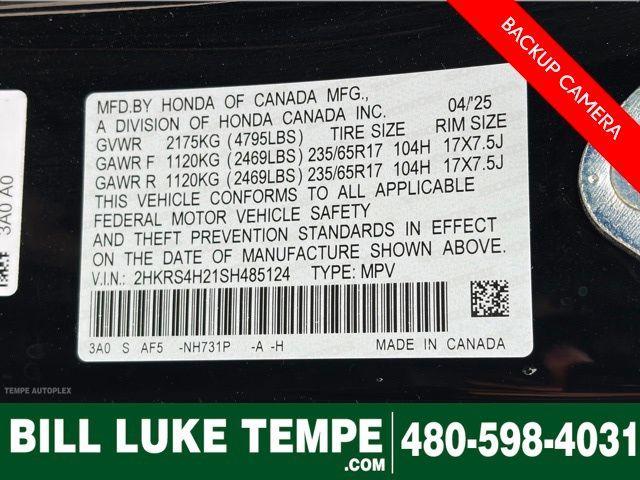 BACKUP CAMERA
MFD.BY HONDA OF CANADA MFG.,
A DIVISION OF HONDA CANADA INC. 04/'25
GVWR 2175KG (4795LBS) TIRE SIZE RIM SIZE
GAWR F 1120KG (2469LBS) 235/65R17 104H 17X7.5J
GAWR R 1120KG (2469LBS) 235/65R17 104H 17X7.5J
THIS VEHICLE CONFORMS TO ALL APPLICABLE
FEDERAL MOTOR VEHICLE SAFETY
AND THEFT PREVENTION STANDARDS IN EFFECT
ON THE DATE OF MANUFACTURE SHOWN ABOVE.
V.I.N.: 2HKRS4H21SH485124 TYPE: MPV
3A0 S AF5 -NH731P -A -H MADE IN CANADA
3A0 A0
TEMPE AUTOPLEX
BILL LUKE TEMPE .COM 480-598-4031